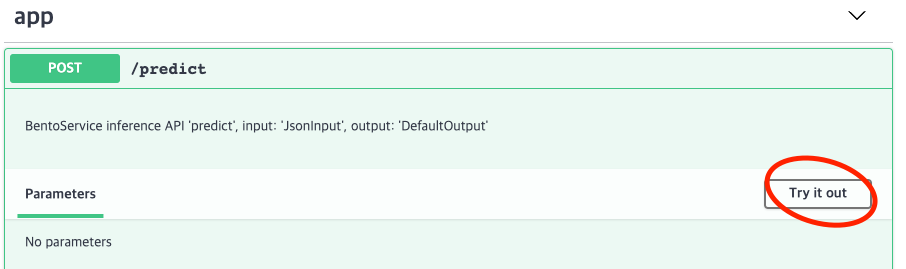 app
POST /predict
BentoService inference API 'predict', input: 'JsonInput', output: 'DefaultOutput'
Parameters Try it out
No parameters